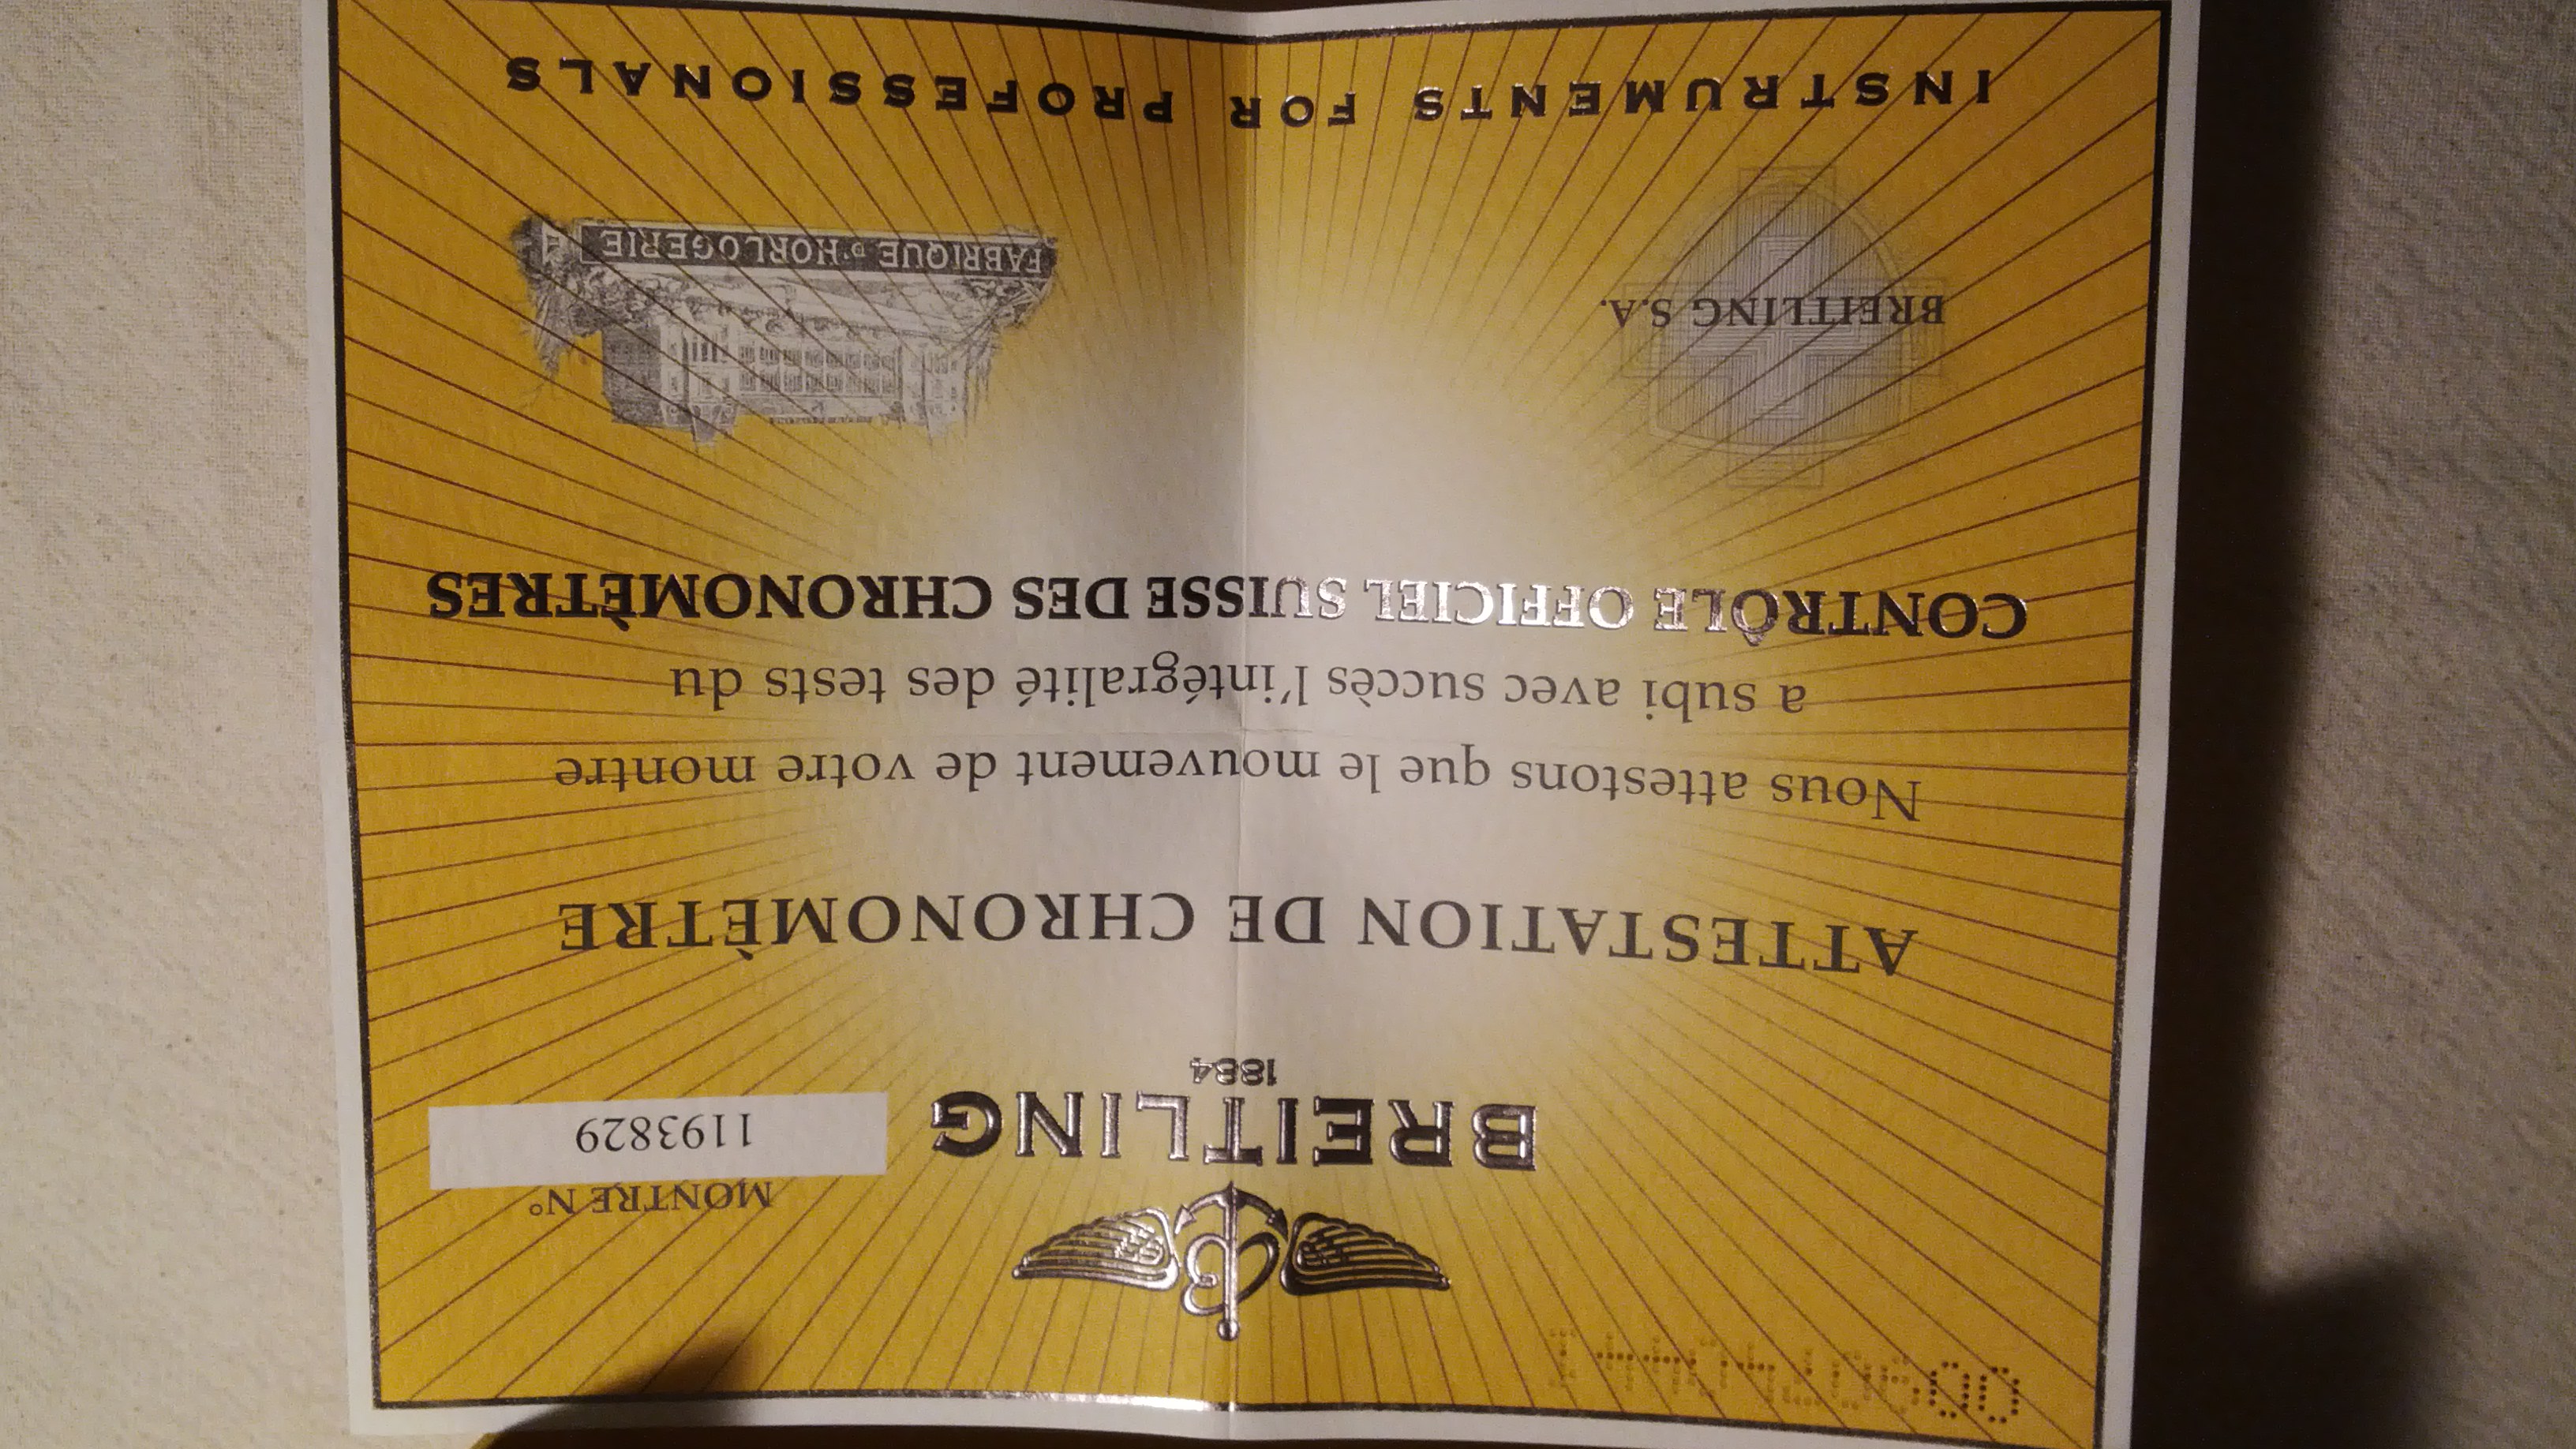 MONTRE N°
1193829
BREITLING
1884
ATTESTATION DE CHRONOMÈTRE
Nous attestons que le mouvement de votre montre
a subi avec succès l'intégralité des tests du
CONTRÔLE OFFICIEL SUISSE DES CHRONOMÈTRES
BREITLING S.A.
FABRIQUE D'HORLOGERIE
INSTRUMENTS FOR PROFESSIONALS